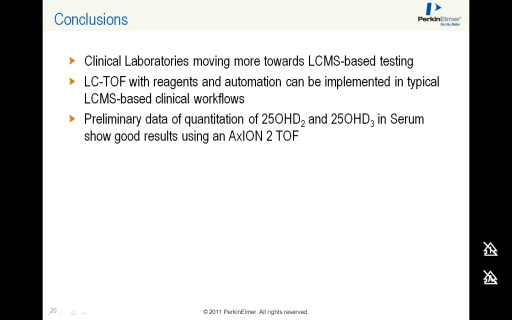 Conclusions
PerkinElmer
For the Better
Clinical Laboratories moving more towards LCMS-based testing
LC-TOF with reagents and automation can be implemented in typical
LCMS-based clinical workflows
Preliminary data of quantitation of 25OHD2 and 25OHD3 in Serum
show good results using an AxION 2 TOF
20
© 2011 PerkinElmer. All rights reserved